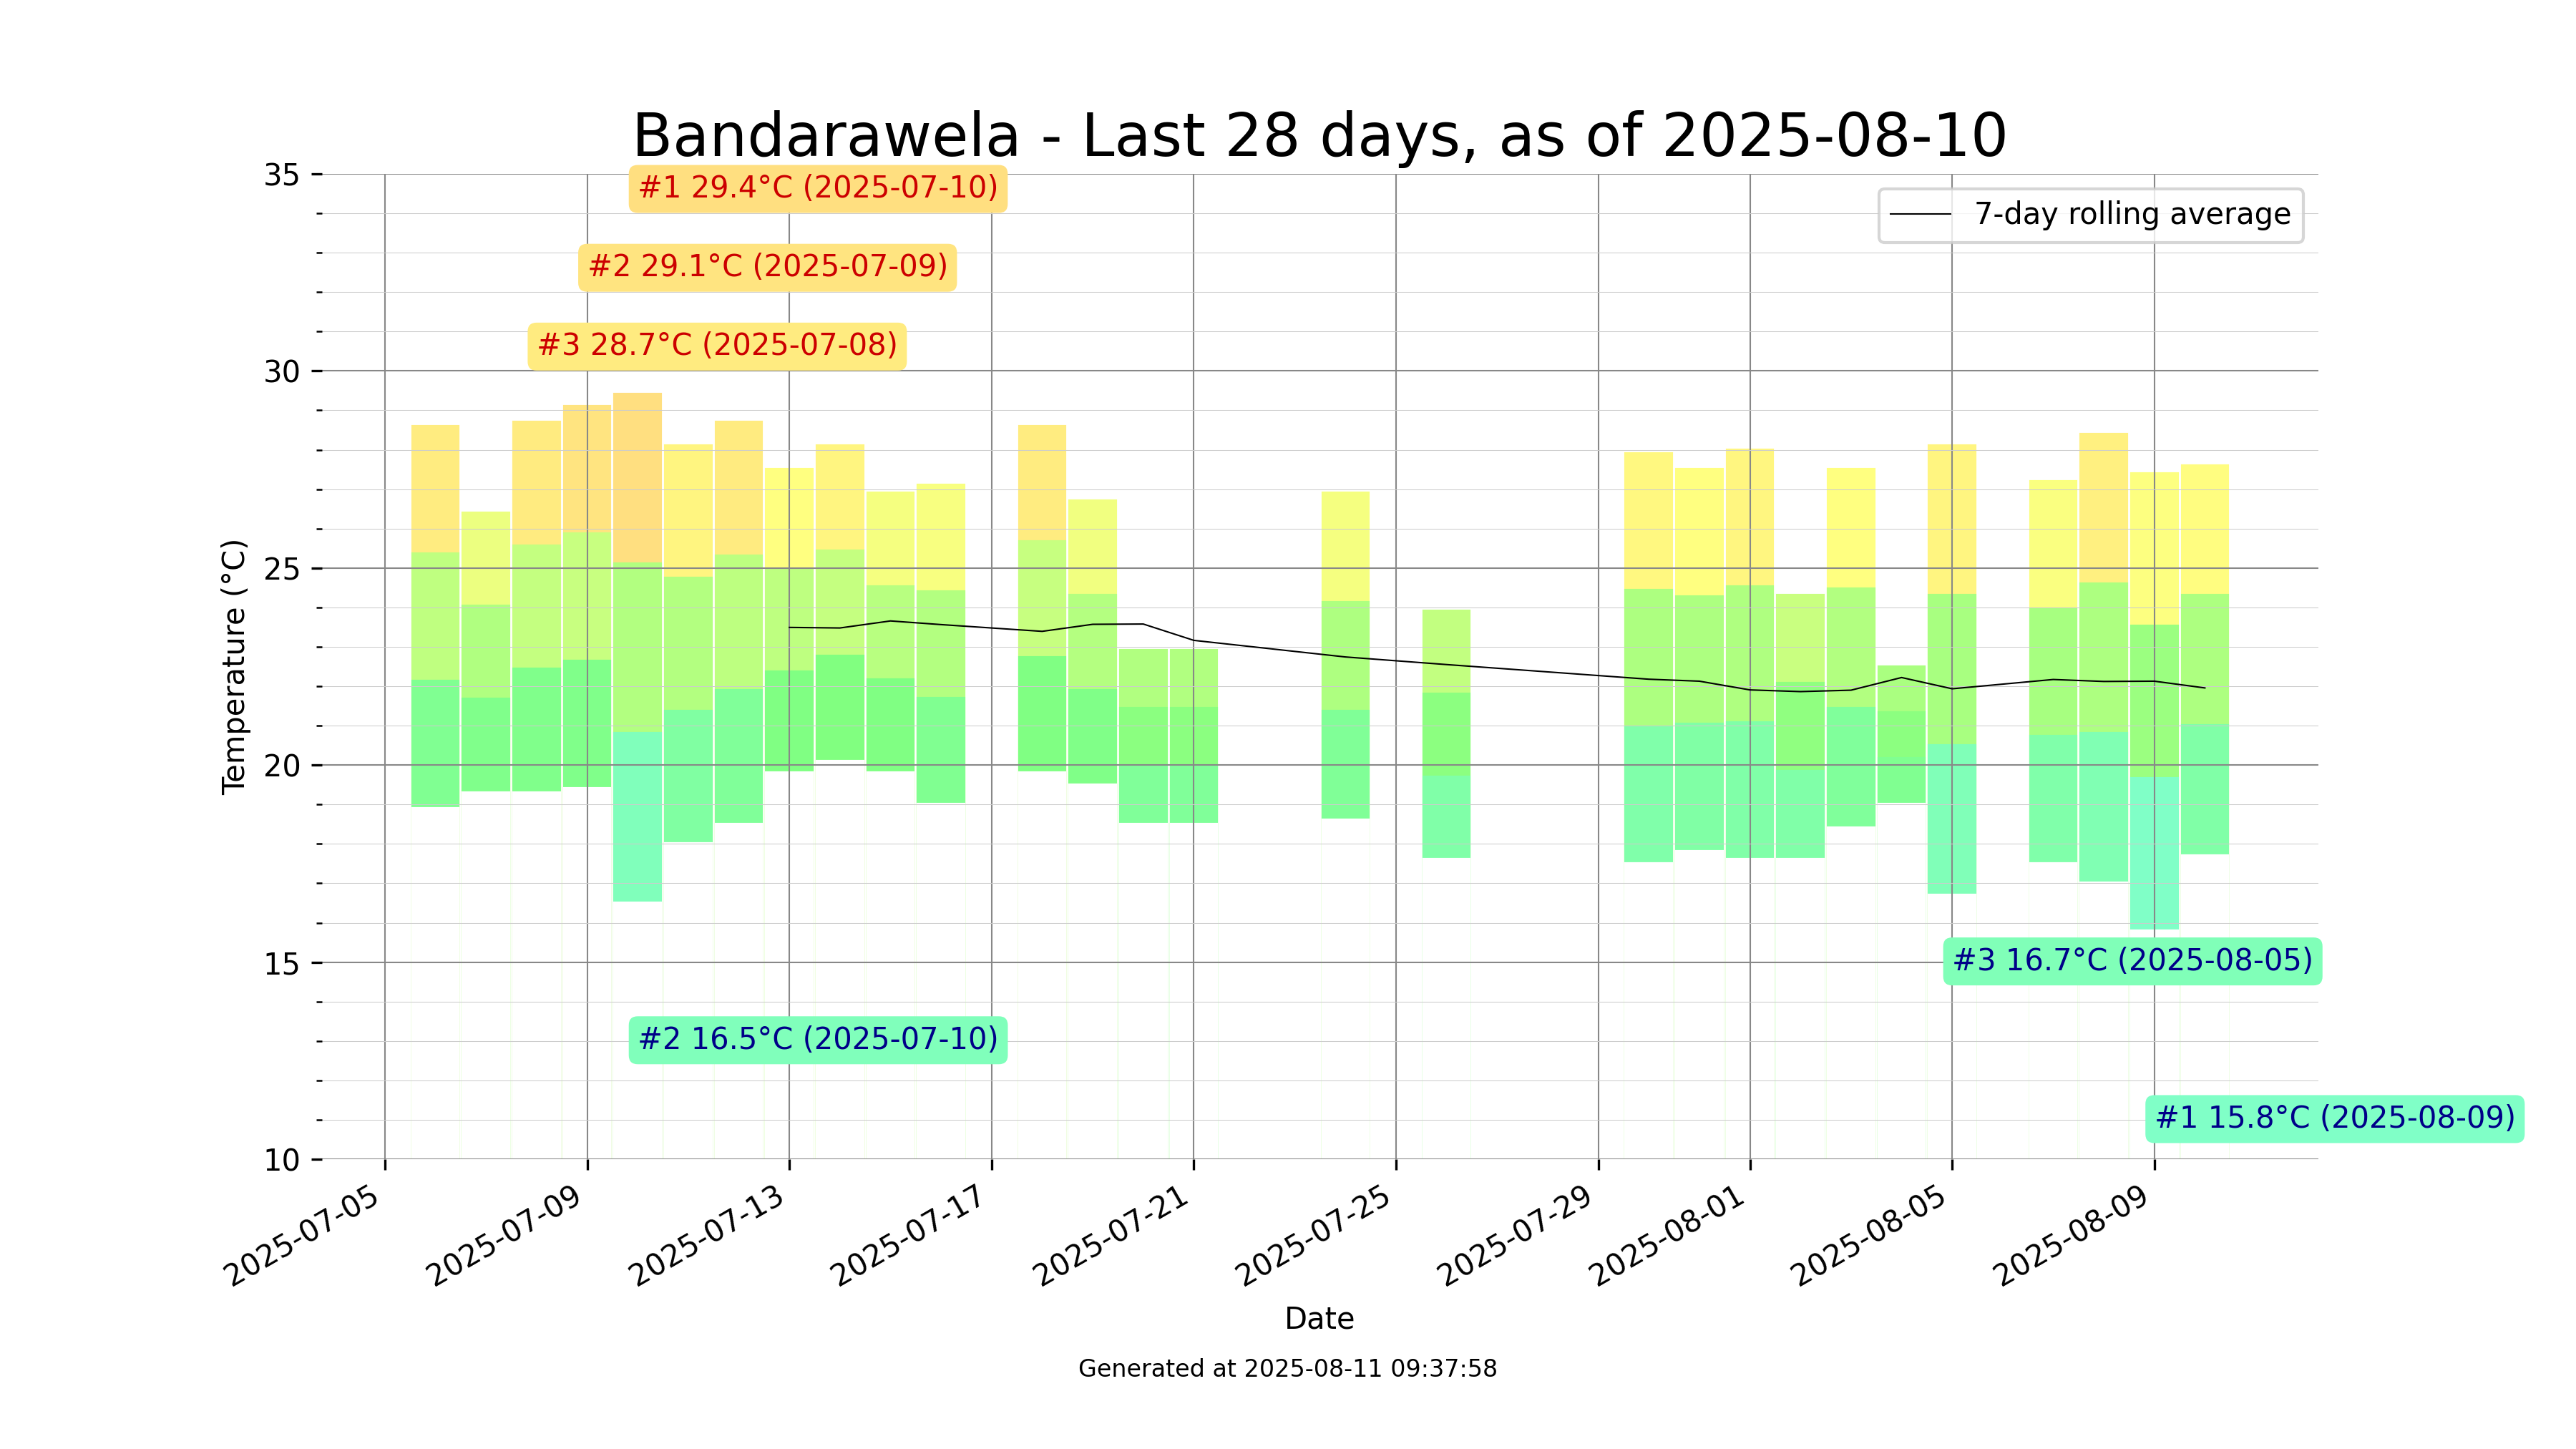 Bandarawela - Last 28 days, as of 2025-08-10
35
#1 29.4°C (2025-07-10)
7-day rolling average
#2 29.1°C (2025-07-09)
#3 28.7°C (2025-07-08)
30
25
Temperature (°C)
20
15
#3 16.7°C (2025-08-05)
#2 16.5°C (2025-07-10)
#1 15.8°C (2025-08-09)
10
2025-07-05
2025-07-09
2025-07-13
2025-07-17
2025-07-21
2025-07-25
2025-07-29
2025-08-01
2025-08-05
2025-08-09
Date
Generated at 2025-08-11 09:37:58